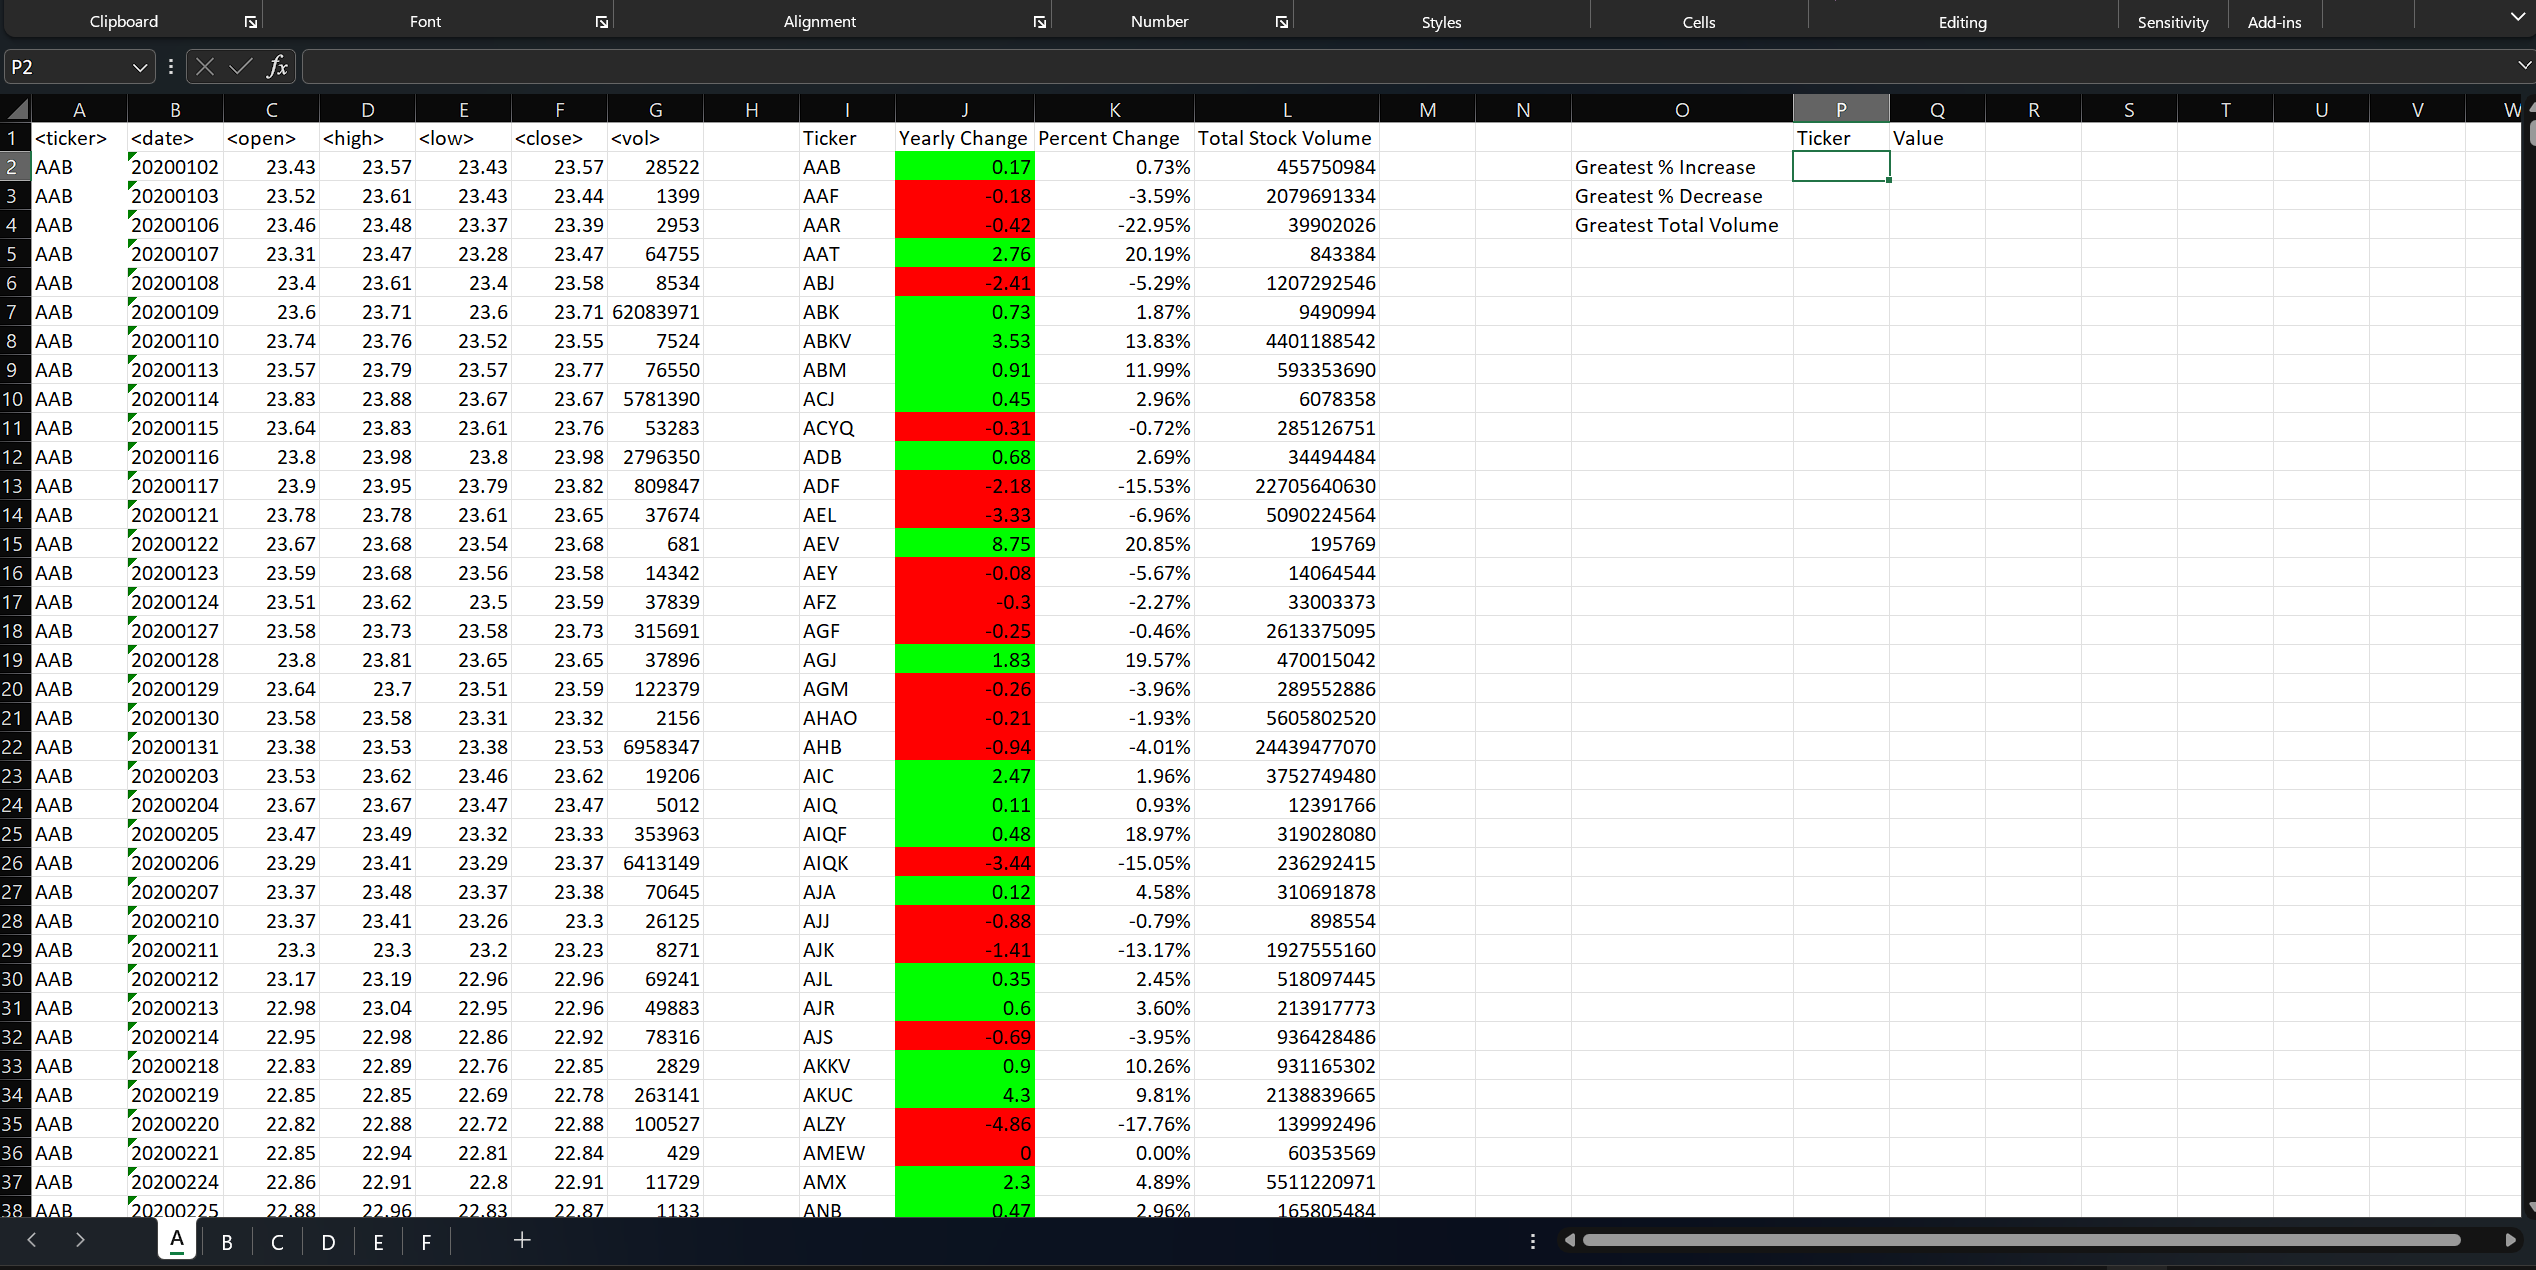 Clipboard Font Alignment Number Styles Cells Editing Sensitivity Add-ins
P2 fx
A B C D E F G H I J K L M N O P Q R S T U V W
1 <ticker> <date> <open> <high> <low> <close> <vol> Ticker Yearly Change Percent Change Total Stock Volume Ticker Value
2 AAB 20200102 23.43 23.57 23.43 23.57 28522 AAB 0.17 0.73% 455750984 Greatest % Increase
3 AAB 20200103 23.52 23.61 23.43 23.44 1399 AAF -0.18 -3.59% 2079691334 Greatest % Decrease
4 AAB 20200106 23.46 23.48 23.37 23.39 2953 AAR -0.42 -22.95% 39902026 Greatest Total Volume
5 AAB 20200107 23.31 23.47 23.28 23.47 64755 AAT 2.76 20.19% 843384
6 AAB 20200108 23.4 23.61 23.4 23.58 8534 ABJ -2.41 -5.29% 1207292546
7 AAB 20200109 23.6 23.71 23.6 23.71 62083971 ABK 0.73 1.87% 9490994
8 AAB 20200110 23.74 23.76 23.52 23.55 7524 ABKV 3.53 13.83% 4401188542
9 AAB 20200113 23.57 23.79 23.57 23.77 76550 ABM 0.91 11.99% 593353690
10 AAB 20200114 23.83 23.88 23.67 23.67 5781390 ACJ 0.45 2.96% 6078358
11 AAB 20200115 23.64 23.83 23.61 23.76 53283 ACYQ -0.31 -0.72% 285126751
12 AAB 20200116 23.8 23.98 23.8 23.98 2796350 ADB 0.68 2.69% 34494484
13 AAB 20200117 23.9 23.95 23.79 23.82 809847 ADF -2.18 -15.53% 22705640630
14 AAB 20200121 23.78 23.78 23.61 23.65 37674 AEL -3.33 -6.96% 5090224564
15 AAB 20200122 23.67 23.68 23.54 23.68 681 AEV 8.75 20.85% 195769
16 AAB 20200123 23.59 23.68 23.56 23.58 14342 AEY -0.08 -5.67% 14064544
17 AAB 20200124 23.51 23.62 23.5 23.59 37839 AFZ -0.3 -2.27% 33003373
18 AAB 20200127 23.58 23.73 23.58 23.73 315691 AGF -0.25 -0.46% 2613375095
19 AAB 20200128 23.8 23.81 23.65 23.65 37896 AGJ 1.83 19.57% 470015042
20 AAB 20200129 23.64 23.7 23.51 23.59 122379 AGM -0.26 -3.96% 289552886
21 AAB 20200130 23.58 23.58 23.31 23.32 2156 AHAO -0.21 -1.93% 5605802520
22 AAB 20200131 23.38 23.53 23.38 23.53 6958347 AHB -0.94 -4.01% 24439477070
23 AAB 20200203 23.53 23.62 23.46 23.62 19206 AIC 2.47 1.96% 3752749480
24 AAB 20200204 23.67 23.67 23.47 23.47 5012 AIQ 0.11 0.93% 12391766
25 AAB 20200205 23.47 23.49 23.32 23.33 353963 AIQF 0.48 18.97% 319028080
26 AAB 20200206 23.29 23.41 23.29 23.37 6413149 AIQK -3.44 -15.05% 236292415
27 AAB 20200207 23.37 23.48 23.37 23.38 70645 AJA 0.12 4.58% 310691878
28 AAB 20200210 23.37 23.41 23.26 23.3 26125 AJJ -0.88 -0.79% 898554
29 AAB 20200211 23.3 23.3 23.2 23.23 8271 AJK -1.41 -13.17% 1927555160
30 AAB 20200212 23.17 23.19 22.96 22.96 69241 AJL 0.35 2.45% 518097445
31 AAB 20200213 22.98 23.04 22.95 22.96 49883 AJR 0.6 3.60% 213917773
32 AAB 20200214 22.95 22.98 22.86 22.92 78316 AJS -0.69 -3.95% 936428486
33 AAB 20200218 22.83 22.89 22.76 22.85 2829 AKKV 0.9 10.26% 931165302
34 AAB 20200219 22.85 22.85 22.69 22.78 263141 AKUC 4.3 9.81% 2138839665
35 AAB 20200220 22.82 22.88 22.72 22.88 100527 ALZY -4.86 -17.76% 139992496
36 AAB 20200221 22.85 22.94 22.81 22.84 429 AMEW 0 0.00% 60353569
37 AAB 20200224 22.86 22.91 22.8 22.91 11729 AMX 2.3 4.89% 5511220971
38 AAB 20200225 22.88 22.96 22.83 22.87 1133 ANB 0.47 2.96% 165805484
A B C D E F